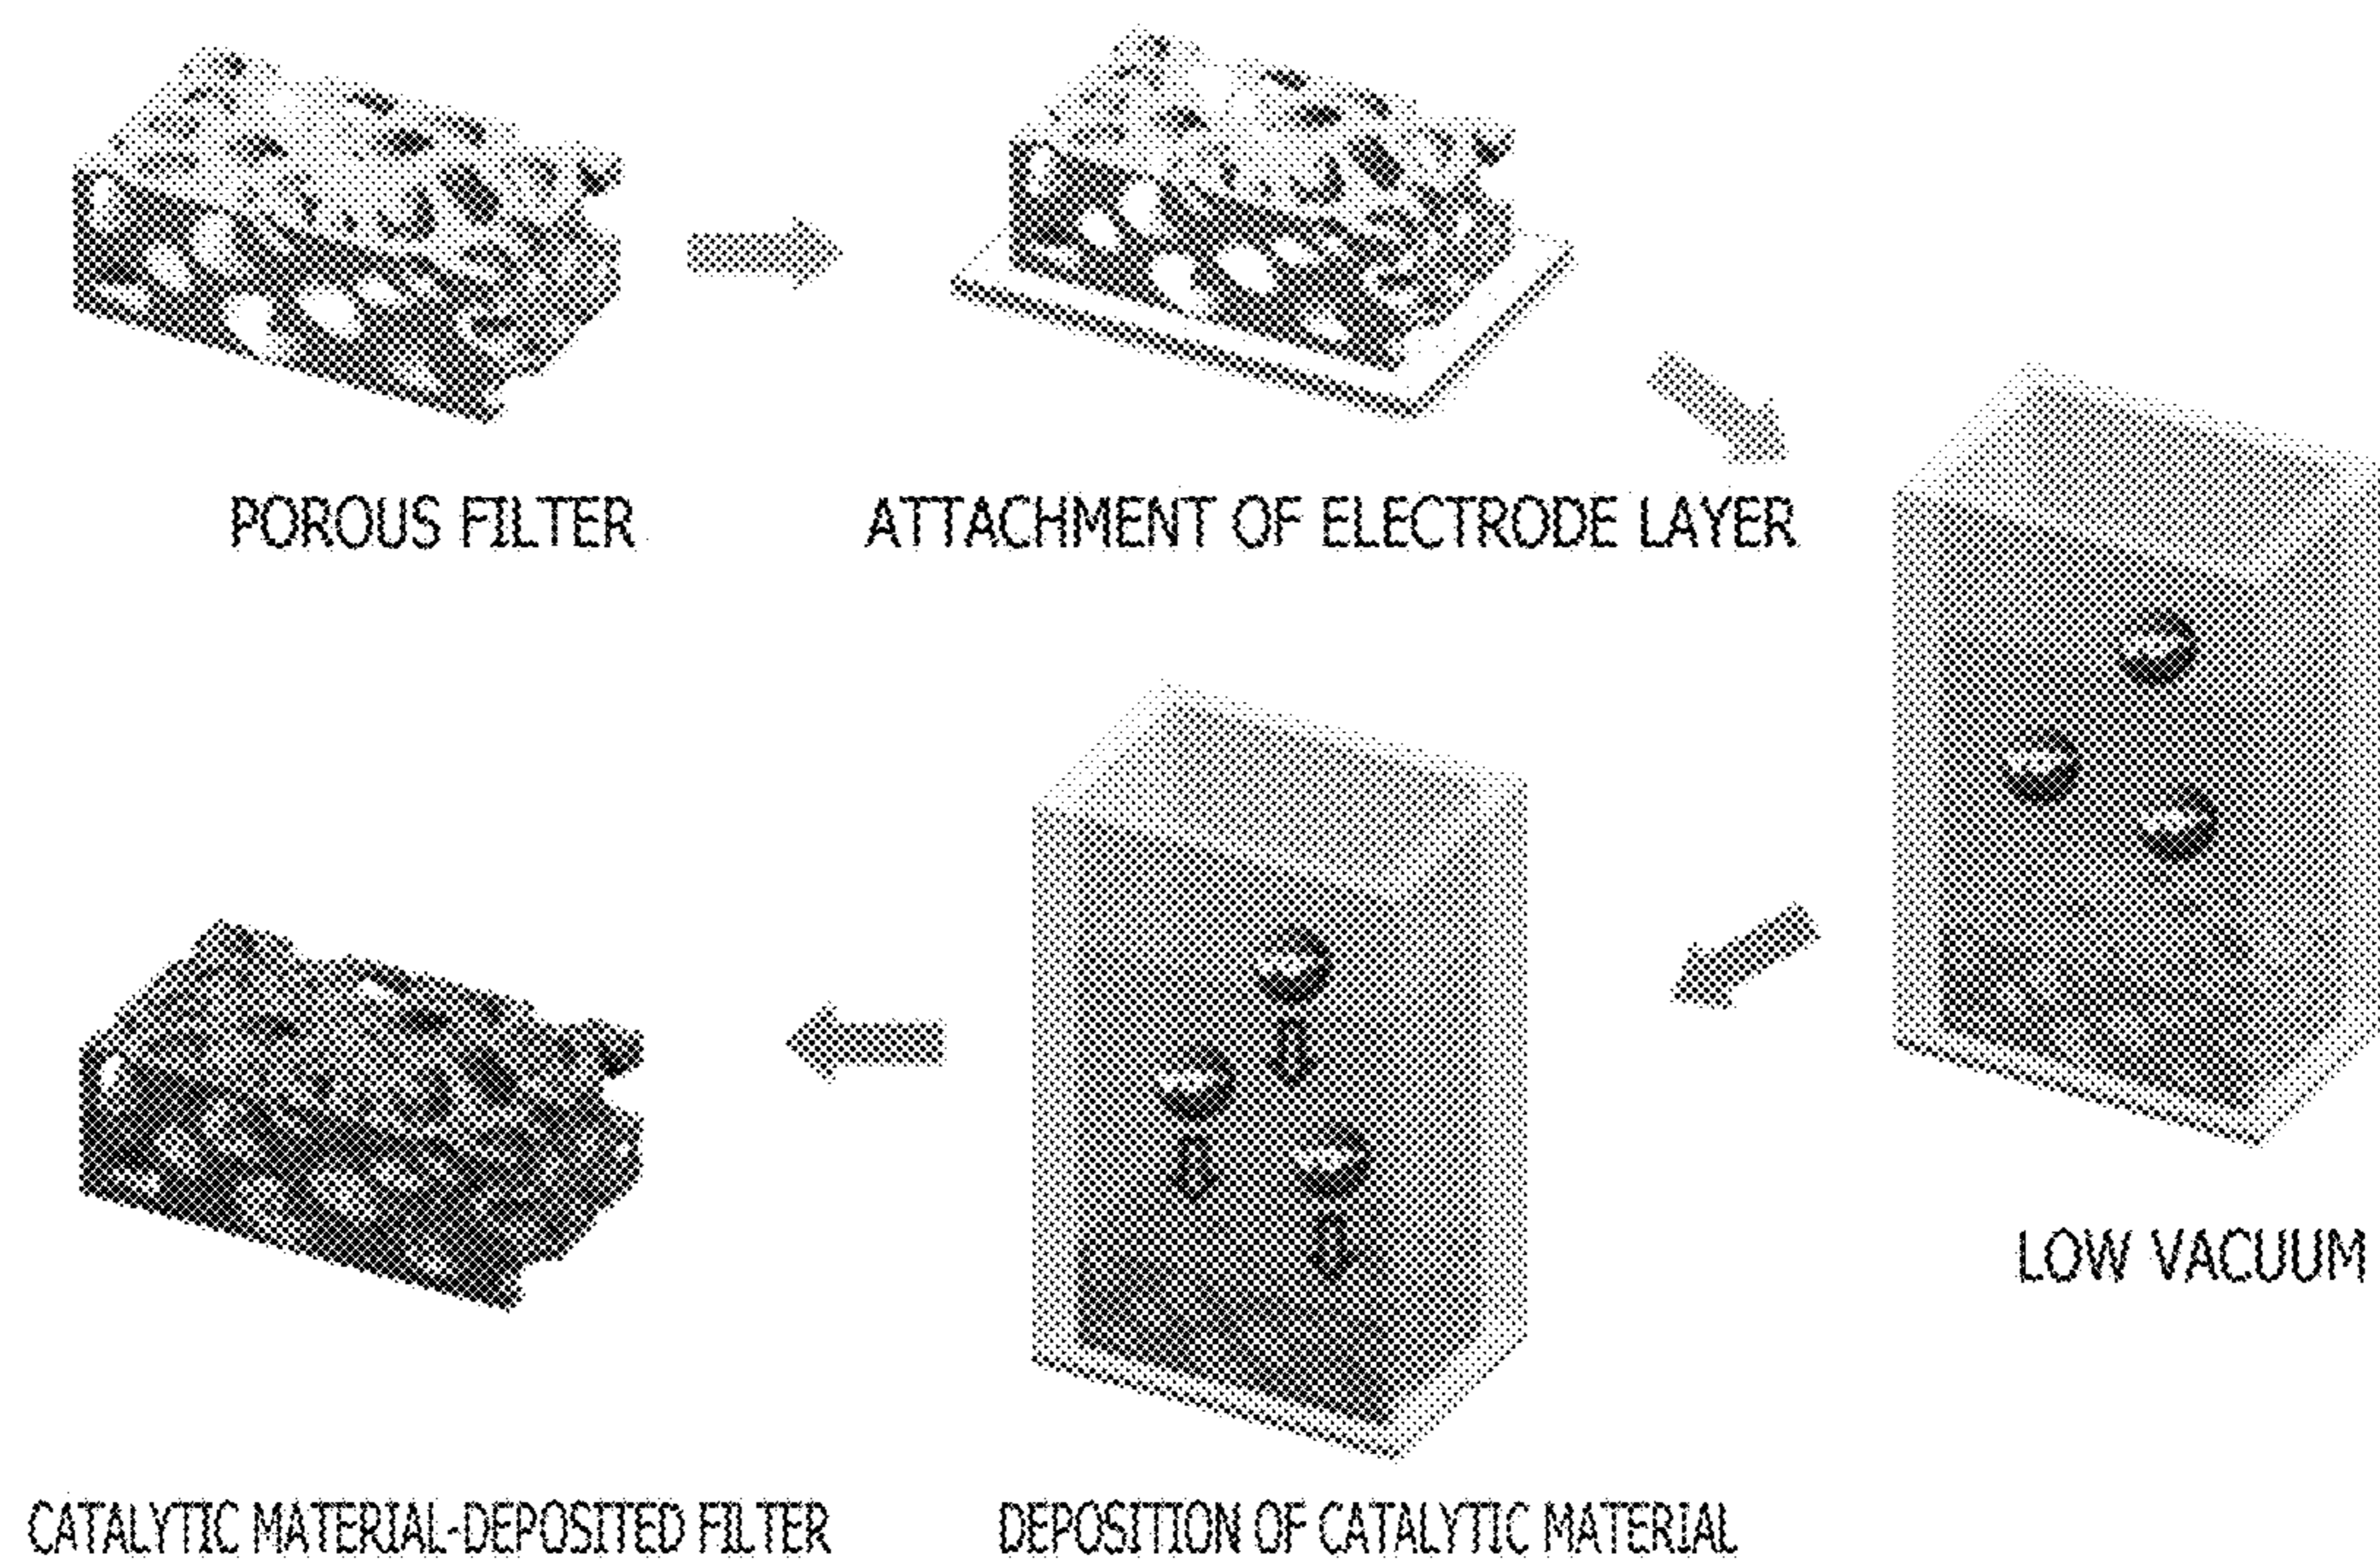 POROUS FILTER
ATTACHMENT OF ELECTRODE LAYER
LOW VACUUM
CATALYTIC MATERIAL-DEPOSITED FILTER
DEPOSITION OF CATALYTIC MATERIAL